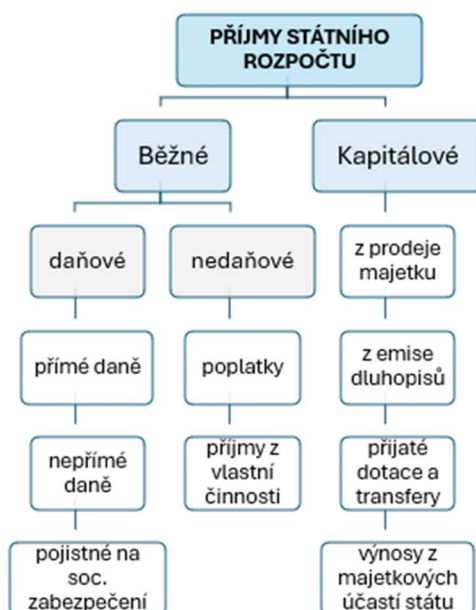 PŘÍJMY STÁTNÍHO
ROZPOČTU
Běžné
Kapitálové
daňové
nedaňové
z prodeje
majetku
přímé daně
poplatky
z emise
dluhopisů
nepřímé
daně
příjmy z
vlastní
činnosti
přijaté
dotace a
transfery
pojistné na
soc.
zabezpečení
výnosy z
majetkových
účastí státu